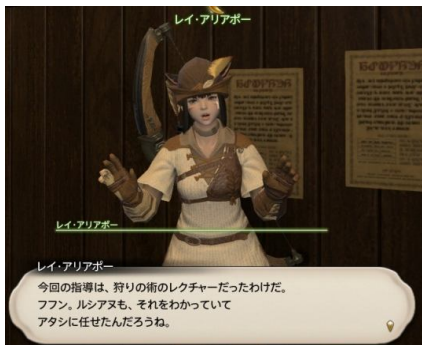 レイ・アリアポー
レイ・アリアポー
レイ・アリアポー
今回の指導は、狩りの術のレクチャーだったわけだ。
フフン。ルシアヌも、それをわかっていて
アタシに任せたんだろうね。